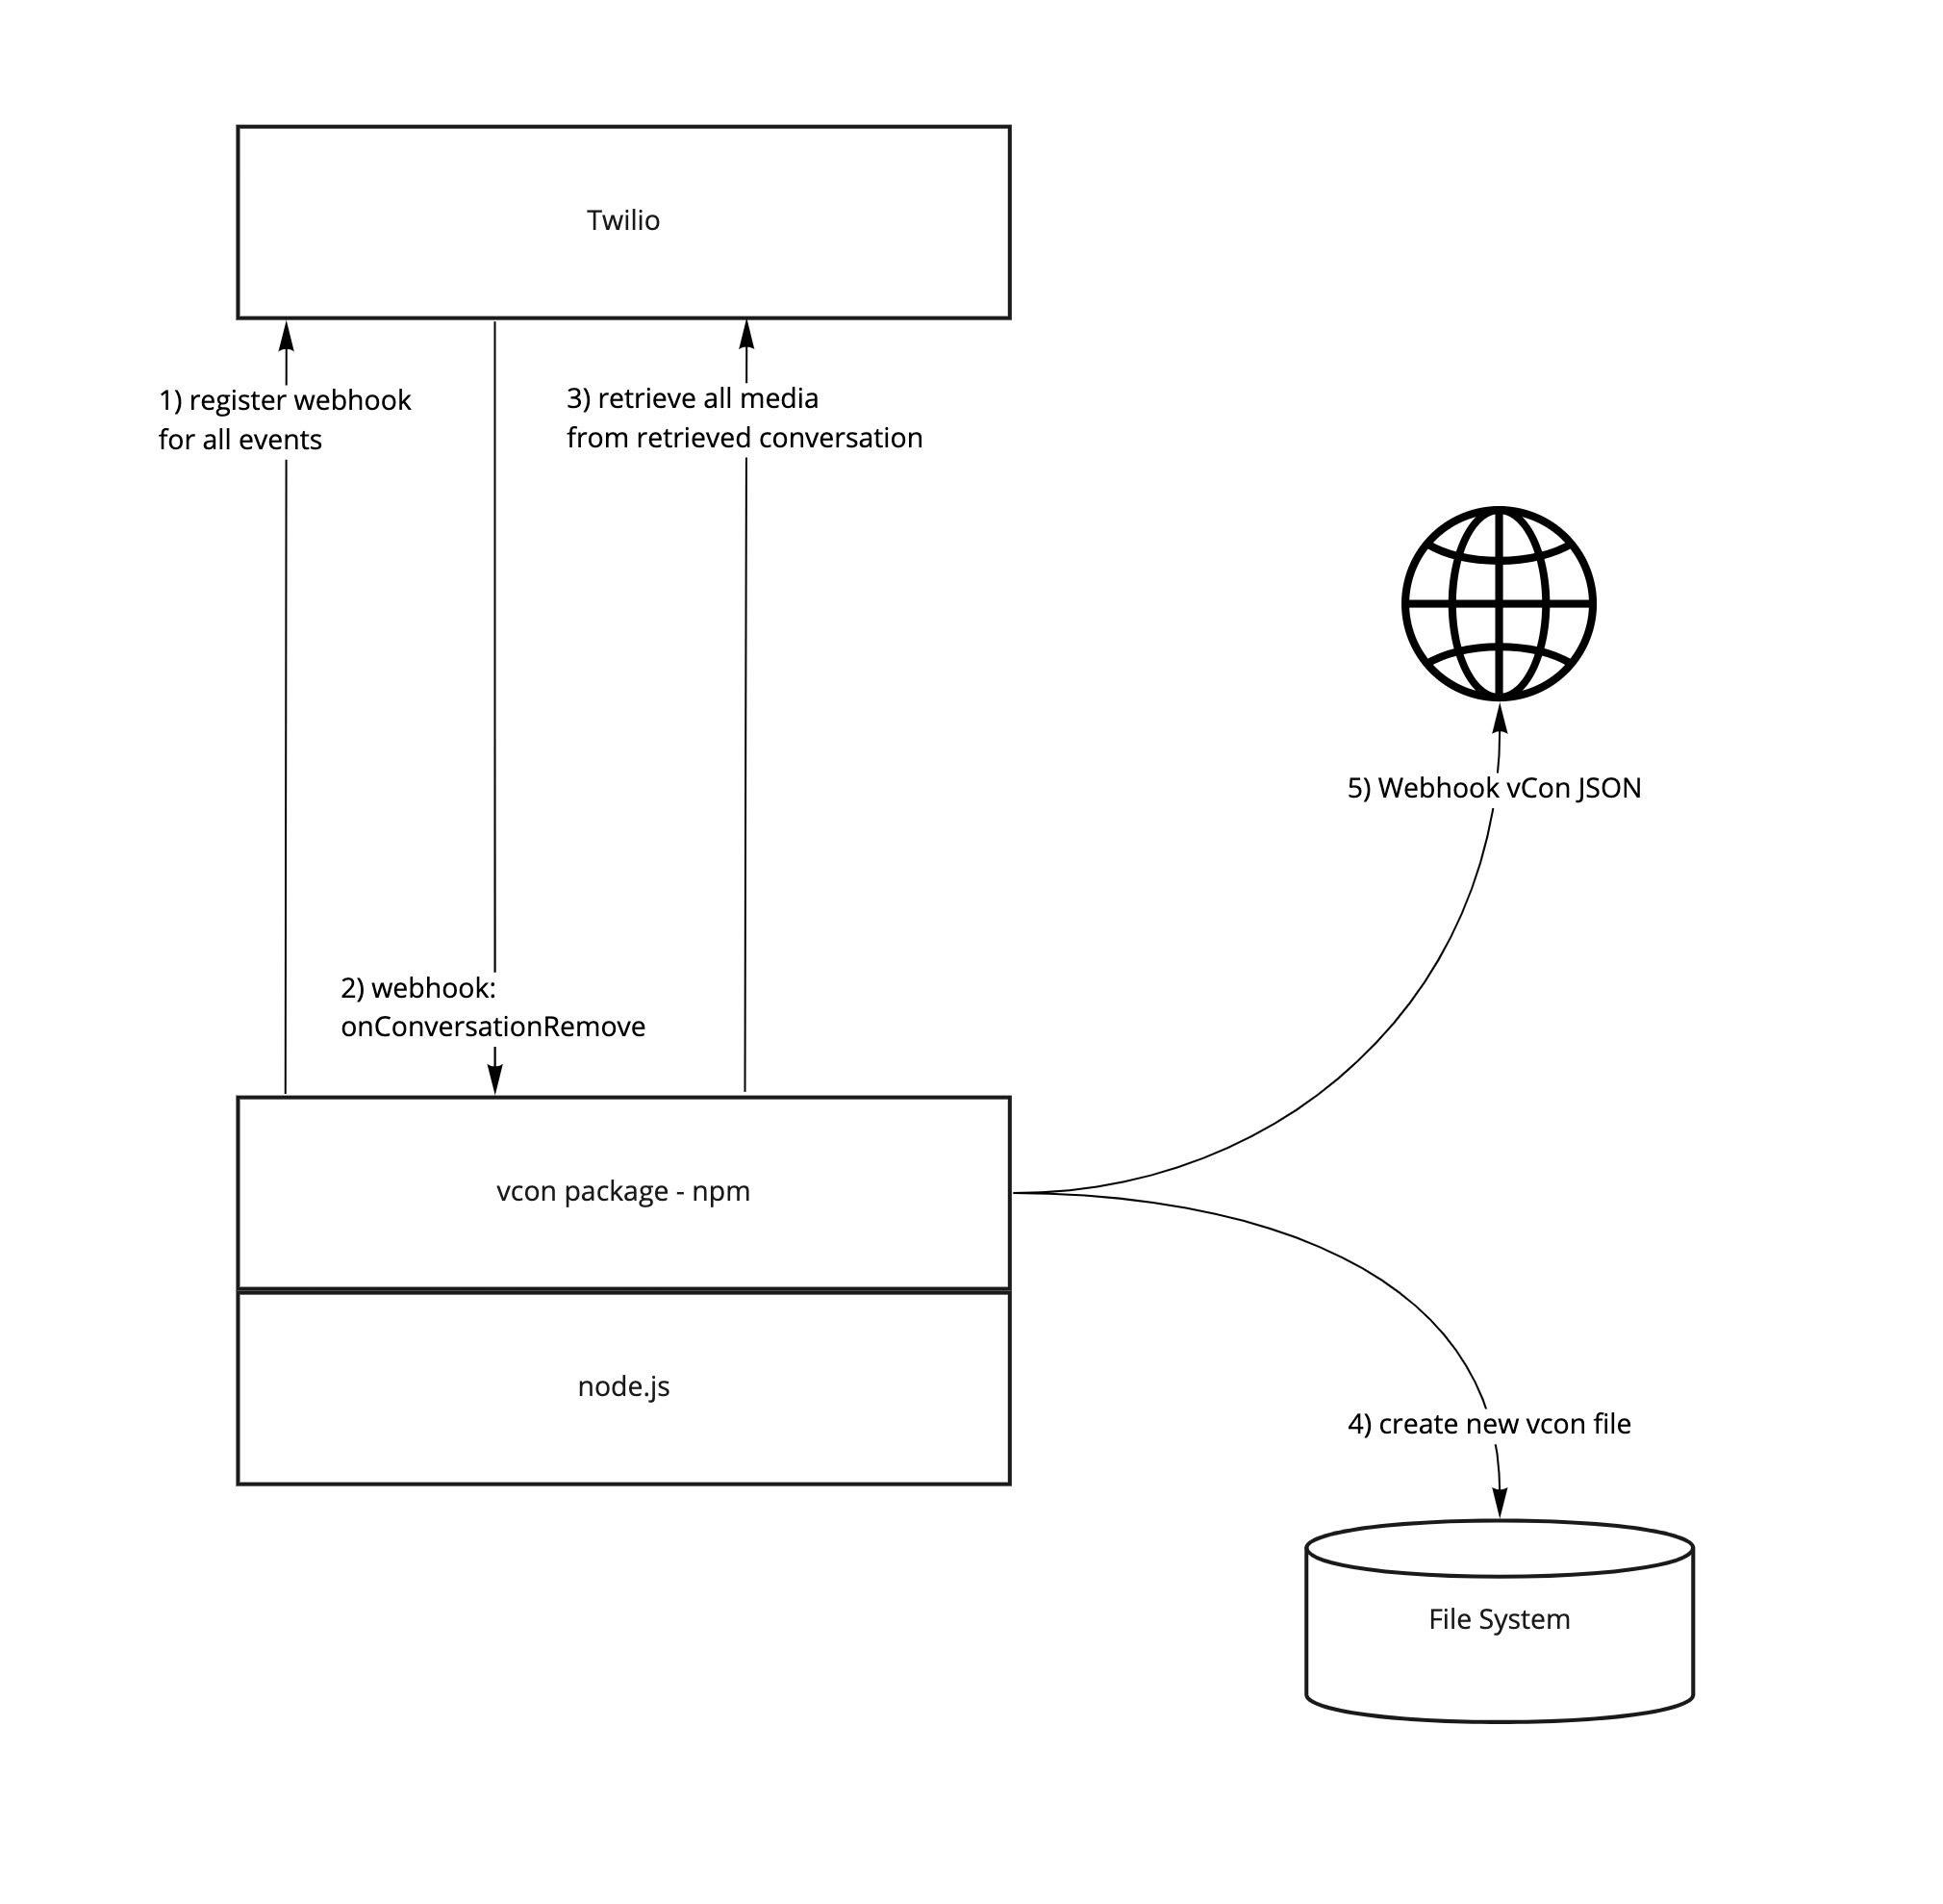 Twilio
1) register webhook
for all events
3) retrieve all media
from retrieved conversation
5) Webhook vCon JSON
2) webhook:
onConversationRemove
vcon package - npm
node.js
4) create new vcon file
File System